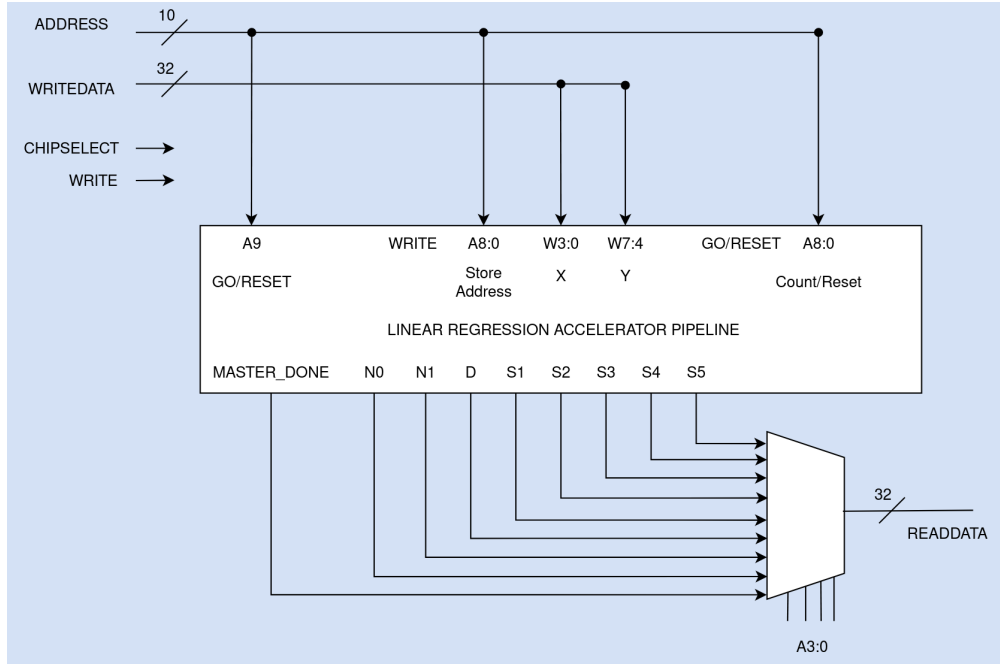 10
ADDRESS
32
WRITEDATA
CHIPSELECT
WRITE
A9 WRITE A8:0 W3:0 W7:4 GO/RESET A8:0
GO/RESET Store Address X Y Count/Reset
LINEAR REGRESSION ACCELERATOR PIPELINE
MASTER_DONE N0 N1 D S1 S2 S3 S4 S5
32
READDATA
A3:0